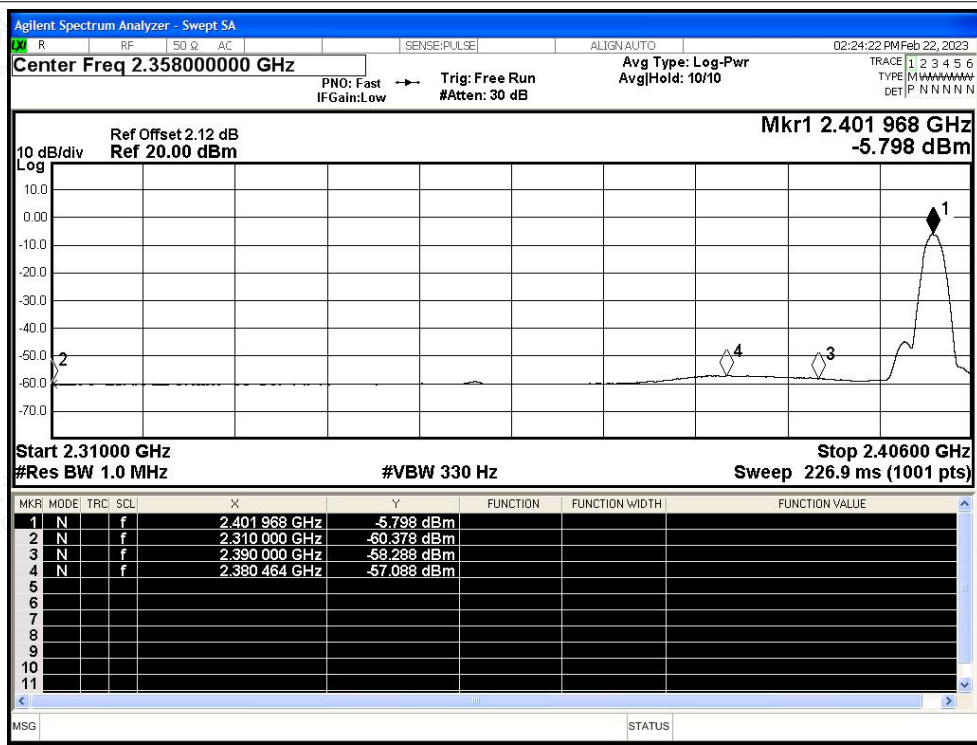 Agilent Spectrum Analyzer - Swept SA
LXI R RF 50 Ω AC SENSE:PULSE ALIGN AUTO 02:24:22 PM Feb 22, 2023
Center Freq 2.358000000 GHz
PNO: Fast Trig: Free Run
IFGain:Low #Atten: 30 dB
Avg Type: Log-Pwr
Avg|Hold: 10/10
TRACE 1 2 3 4 5 6
TYPE M WWWWW
DET P N N N N N
Ref Offset 2.12 dB
10 dB/div Ref 20.00 dBm
Log
Mkr1 2.401 968 GHz
-5.798 dBm
10.0
0.00
-10.0
-20.0
-30.0
-40.0
-50.0
-60.0
-70.0
1
2
4
3
Start 2.31000 GHz Stop 2.40600 GHz
#Res BW 1.0 MHz #VBW 330 Hz Sweep 226.9 ms (1001 pts)
MKR MODE TRC SCL X Y FUNCTION FUNCTION WIDTH FUNCTION VALUE
1 N f 2.401 968 GHz -5.798 dBm
2 N f 2.310 000 GHz -60.378 dBm
3 N f 2.390 000 GHz -58.288 dBm
4 N f 2.380 464 GHz -57.088 dBm
5
6
7
8
9
10
11
MSG STATUS